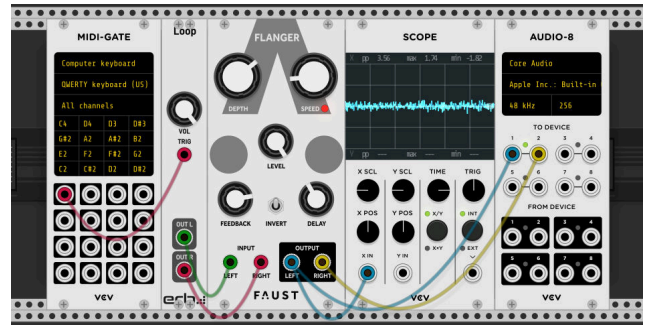 MIDI-GATE
Computer keyboard
QWERTY keyboard (US)
All channels
C4 D4 D3 D#3
G#2 A2 A#2 B2
E2 F2 F#2 G2
C2 C#2 D2 D#2
VCV
Loop
VOL
TRIG
OUT L
OUT R
FLANGER
DEPTH
SPEED
LEVEL
FEEDBACK
INVERT
DELAY
INPUT
LEFT
RIGHT
OUTPUT
LEFT
RIGHT
FAUST
SCOPE
X pp 3.56 max 1.74 min -1.82
Y pp --- max --- min ---
X SCL Y SCL TIME TRIG
X POS Y POS X/Y INT
X×Y EXT
X IN Y IN
VCV
AUDIO-8
Core Audio
Apple Inc.: Built-in
48 kHz 256
TO DEVICE
1 2 3 4
5 6 7 8
FROM DEVICE
1 2 3 4
5 6 7 8
VCV